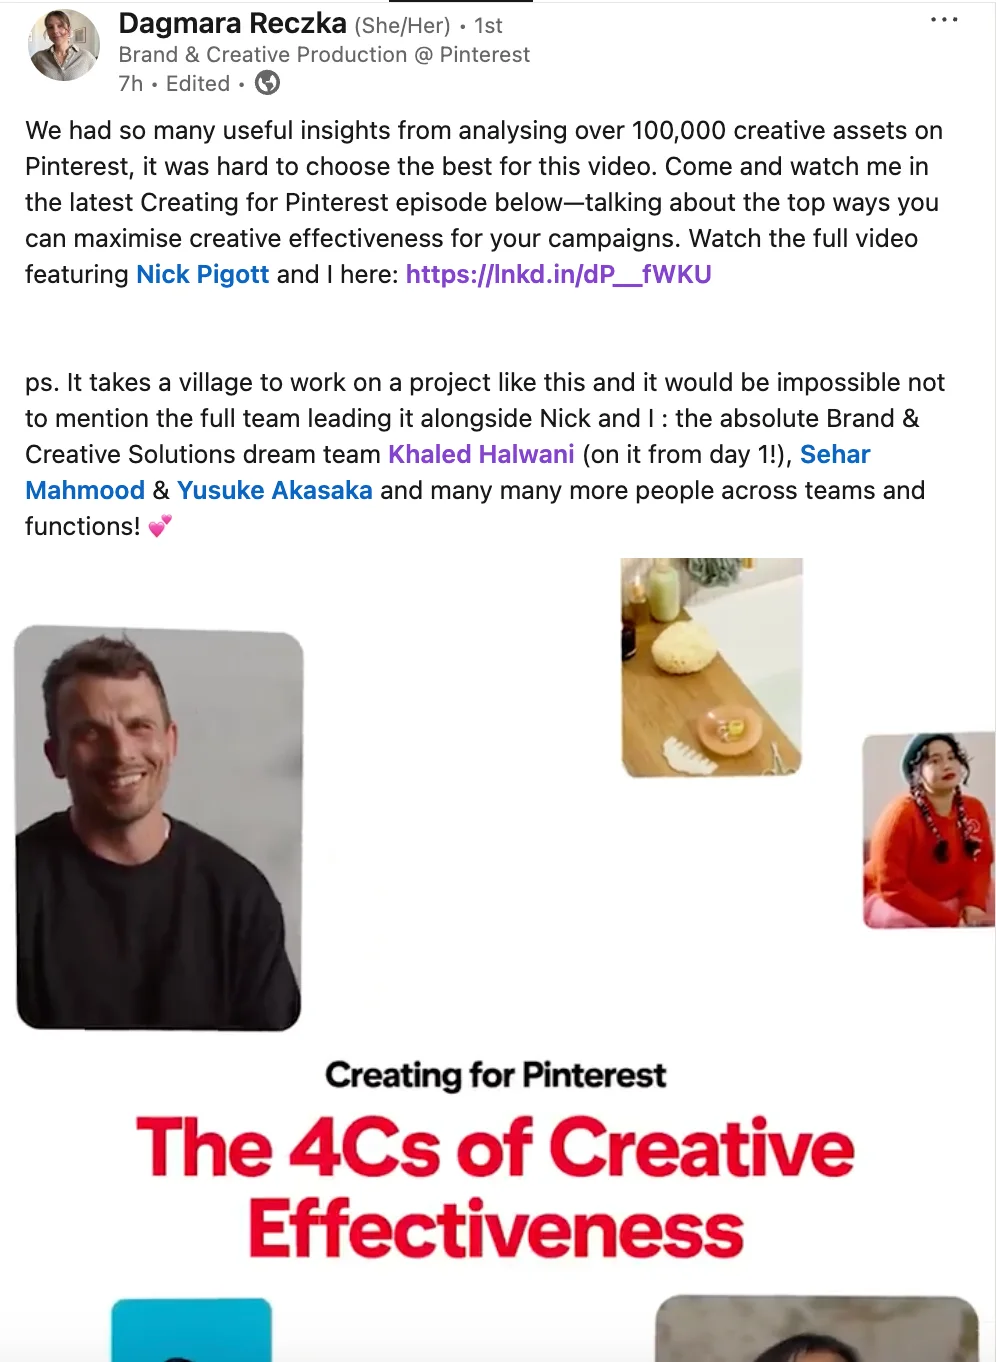 Dagmara Reczka (She/Her) • 1st
Brand & Creative Production @ Pinterest
7h • Edited •
We had so many useful insights from analysing over 100,000 creative assets on
Pinterest, it was hard to choose the best for this video. Come and watch me in
the latest Creating for Pinterest episode below—talking about the top ways you
can maximise creative effectiveness for your campaigns. Watch the full video
featuring Nick Pigott and I here: https://lnkd.in/dP__fWKU
ps. It takes a village to work on a project like this and it would be impossible not
to mention the full team leading it alongside Nick and I : the absolute Brand &
Creative Solutions dream team Khaled Halwani (on it from day 1!), Sehar
Mahmood & Yusuke Akasaka and many many more people across teams and
functions! 💕
Creating for Pinterest
The 4Cs of Creative
Effectiveness